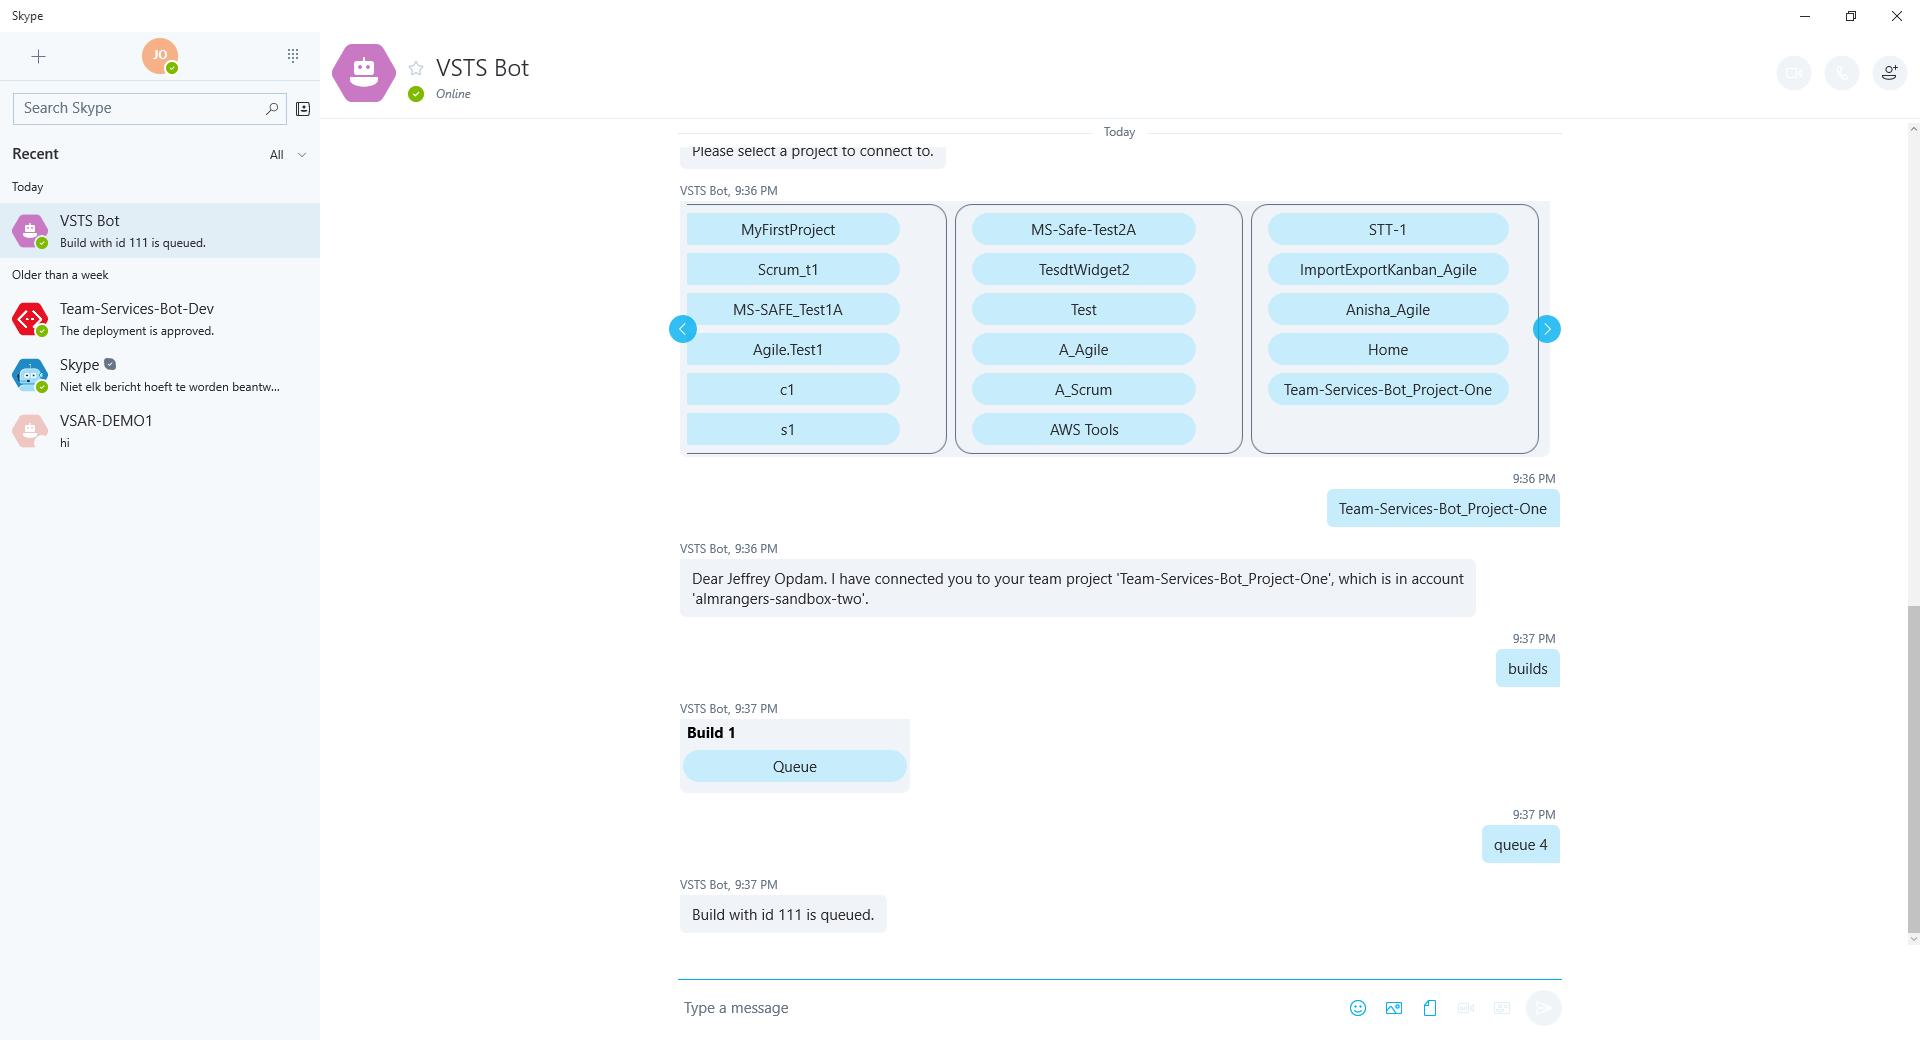 Skype
JO
Search Skype
Recent
All
Today
VSTS Bot
Build with id 111 is queued.
Older than a week
Team-Services-Bot-Dev
The deployment is approved.
Skype
Niet elk bericht hoeft te worden beantw...
VSAR-DEMO1
hi
VSTS Bot
Online
Today
Please select a project to connect to.
VSTS Bot, 9:36 PM
MyFirstProject
Scrum_t1
MS-SAFE_Test1A
Agile.Test1
c1
s1
MS-Safe-Test2A
TesdtWidget2
Test
A_Agile
A_Scrum
AWS Tools
STT-1
ImportExportKanban_Agile
Anisha_Agile
Home
Team-Services-Bot_Project-One
9:36 PM
Team-Services-Bot_Project-One
VSTS Bot, 9:36 PM
Dear Jeffrey Opdam. I have connected you to your team project 'Team-Services-Bot_Project-One', which is in account
'almrangers-sandbox-two'.
9:37 PM
builds
VSTS Bot, 9:37 PM
Build 1
Queue
9:37 PM
queue 4
VSTS Bot, 9:37 PM
Build with id 111 is queued.
Type a message